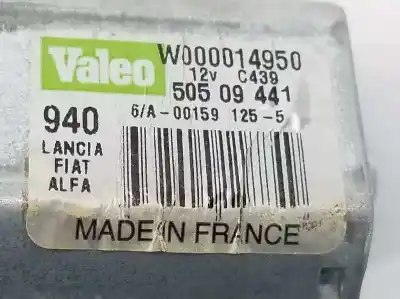 Valeo W000014950
12v C439
505 09 441
940 6/A-00159 125-5
LANCIA
FIAT
ALFA
MADE IN FRANCE